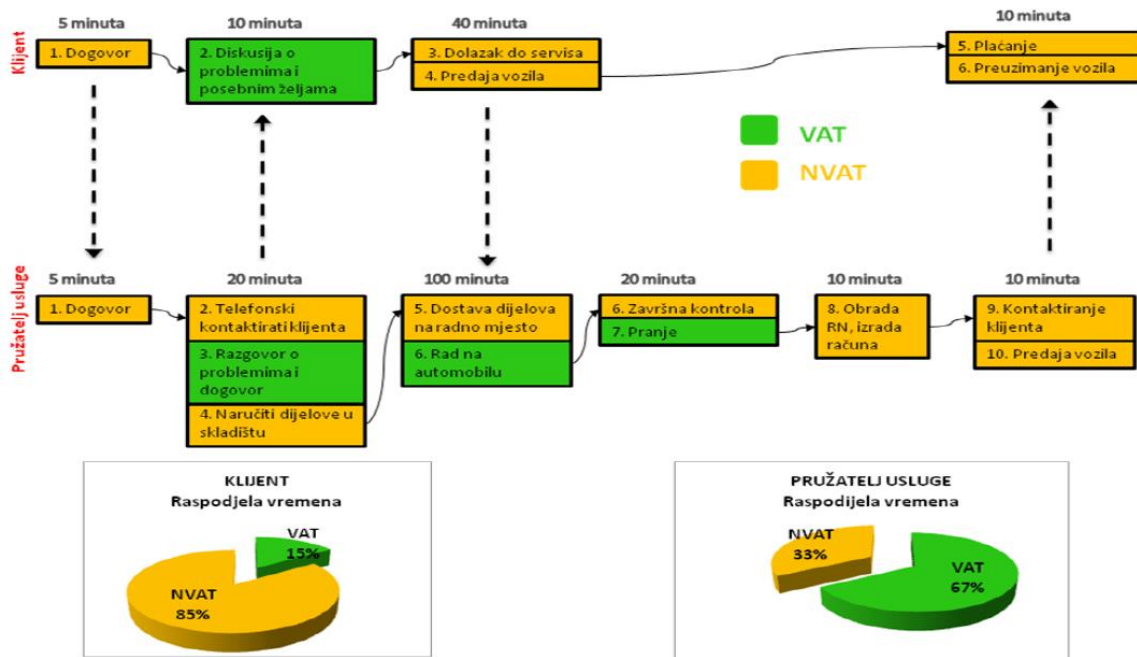 5 minuta
10 minuta
40 minuta
10 minuta
Klijent
1. Dogovor
2. Diskusija o
problemima i
posebnim željama
3. Dolazak do servisa
4. Predaja vozila
5. Plaćanje
6. Preuzimanje vozila
VAT
NVAT
Pružatelj usluge
5 minuta
20 minuta
100 minuta
20 minuta
10 minuta
10 minuta
1. Dogovor
2. Telefonski
kontaktirati klijenta
3. Razgovor o
problemima i
dogovor
4. Naručiti dijelove u
skladištu
5. Dostava dijelova
na radno mjesto
6. Rad na
automobilu
6. Završna kontrola
7. Pranje
8. Obrada
RN, izrada
računa
9. Kontaktiranje
klijenta
10. Predaja vozila
KLIJENT
Raspodjela vremena
VAT
15%
NVAT
85%
PRUŽATELJ USLUGE
Raspodijela vremena
NVAT
33%
VAT
67%